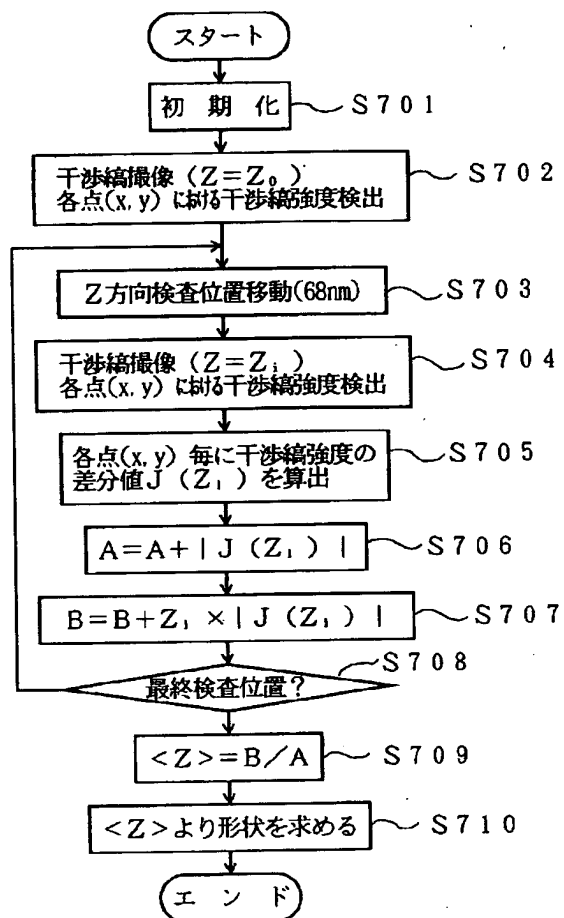 スタート
初 期 化 S701
干渉縞撮像(Z=Z₀) S702
各点(x, y)における干渉縞強度検出
Z方向検査位置移動(68nm) S703
干渉縞撮像(Z=Zᵢ) S704
各点(x, y)における干渉縞強度検出
各点(x, y)毎に干渉縞強度の S705
差分値J(Zᵢ)を算出
A=A+|J(Zᵢ)| S706
B=B+Zᵢ×|J(Zᵢ)| S707
S708
最終検査位置?
<Z>=B/A S709
<Z>より形状を求める S710
エ ン ド